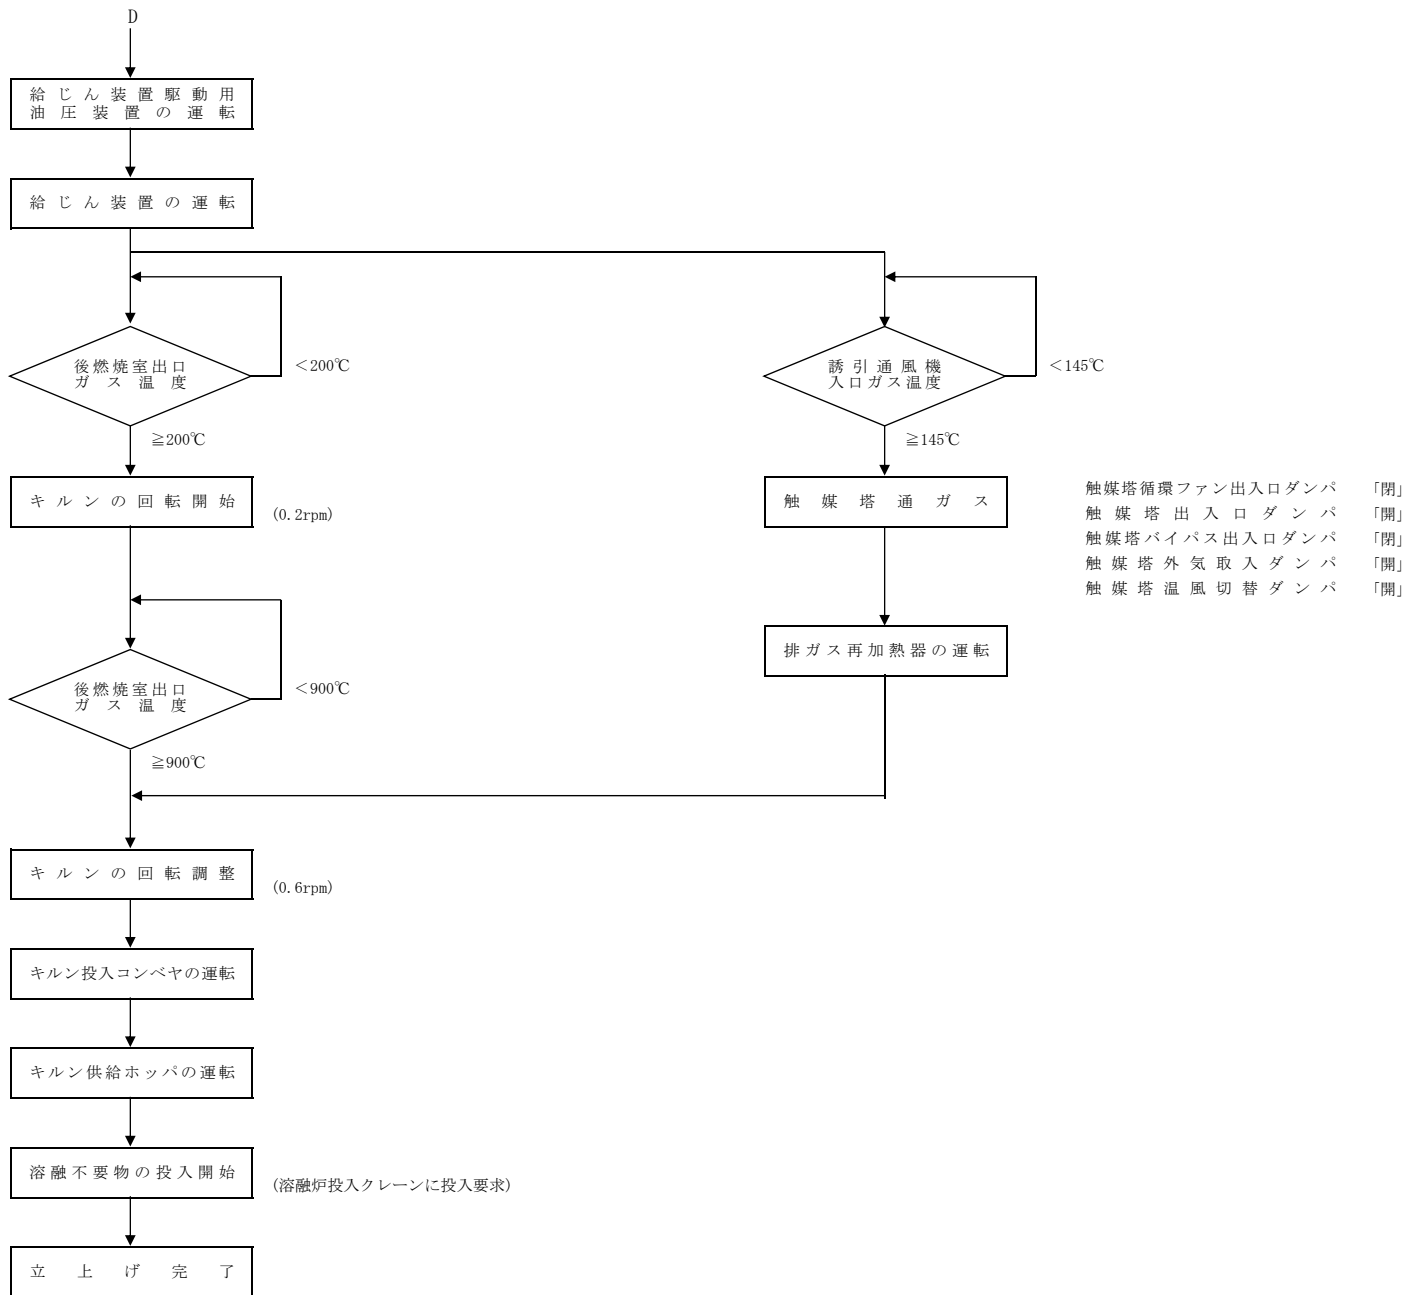 D
給じん装置駆動用
油圧装置の運転
給じん装置の運転
後燃焼室出口
ガス温度
<200℃
≧200℃
誘引通風機
入口ガス温度
<145℃
≧145℃
キルンの回転開始
(0.2rpm)
触媒塔通ガス
触媒塔循環ファン出入口ダンパ 「閉」
触媒塔出入口ダンパ 「開」
触媒塔バイパス出入口ダンパ 「閉」
触媒塔外気取入ダンパ 「開」
触媒塔温風切替ダンパ 「開」
排ガス再加熱器の運転
後燃焼室出口
ガス温度
<900℃
≧900℃
キルンの回転調整
(0.6rpm)
キルン投入コンベヤの運転
キルン供給ホッパの運転
溶融不要物の投入開始
(溶融炉投入クレーンに投入要求)
立上げ完了